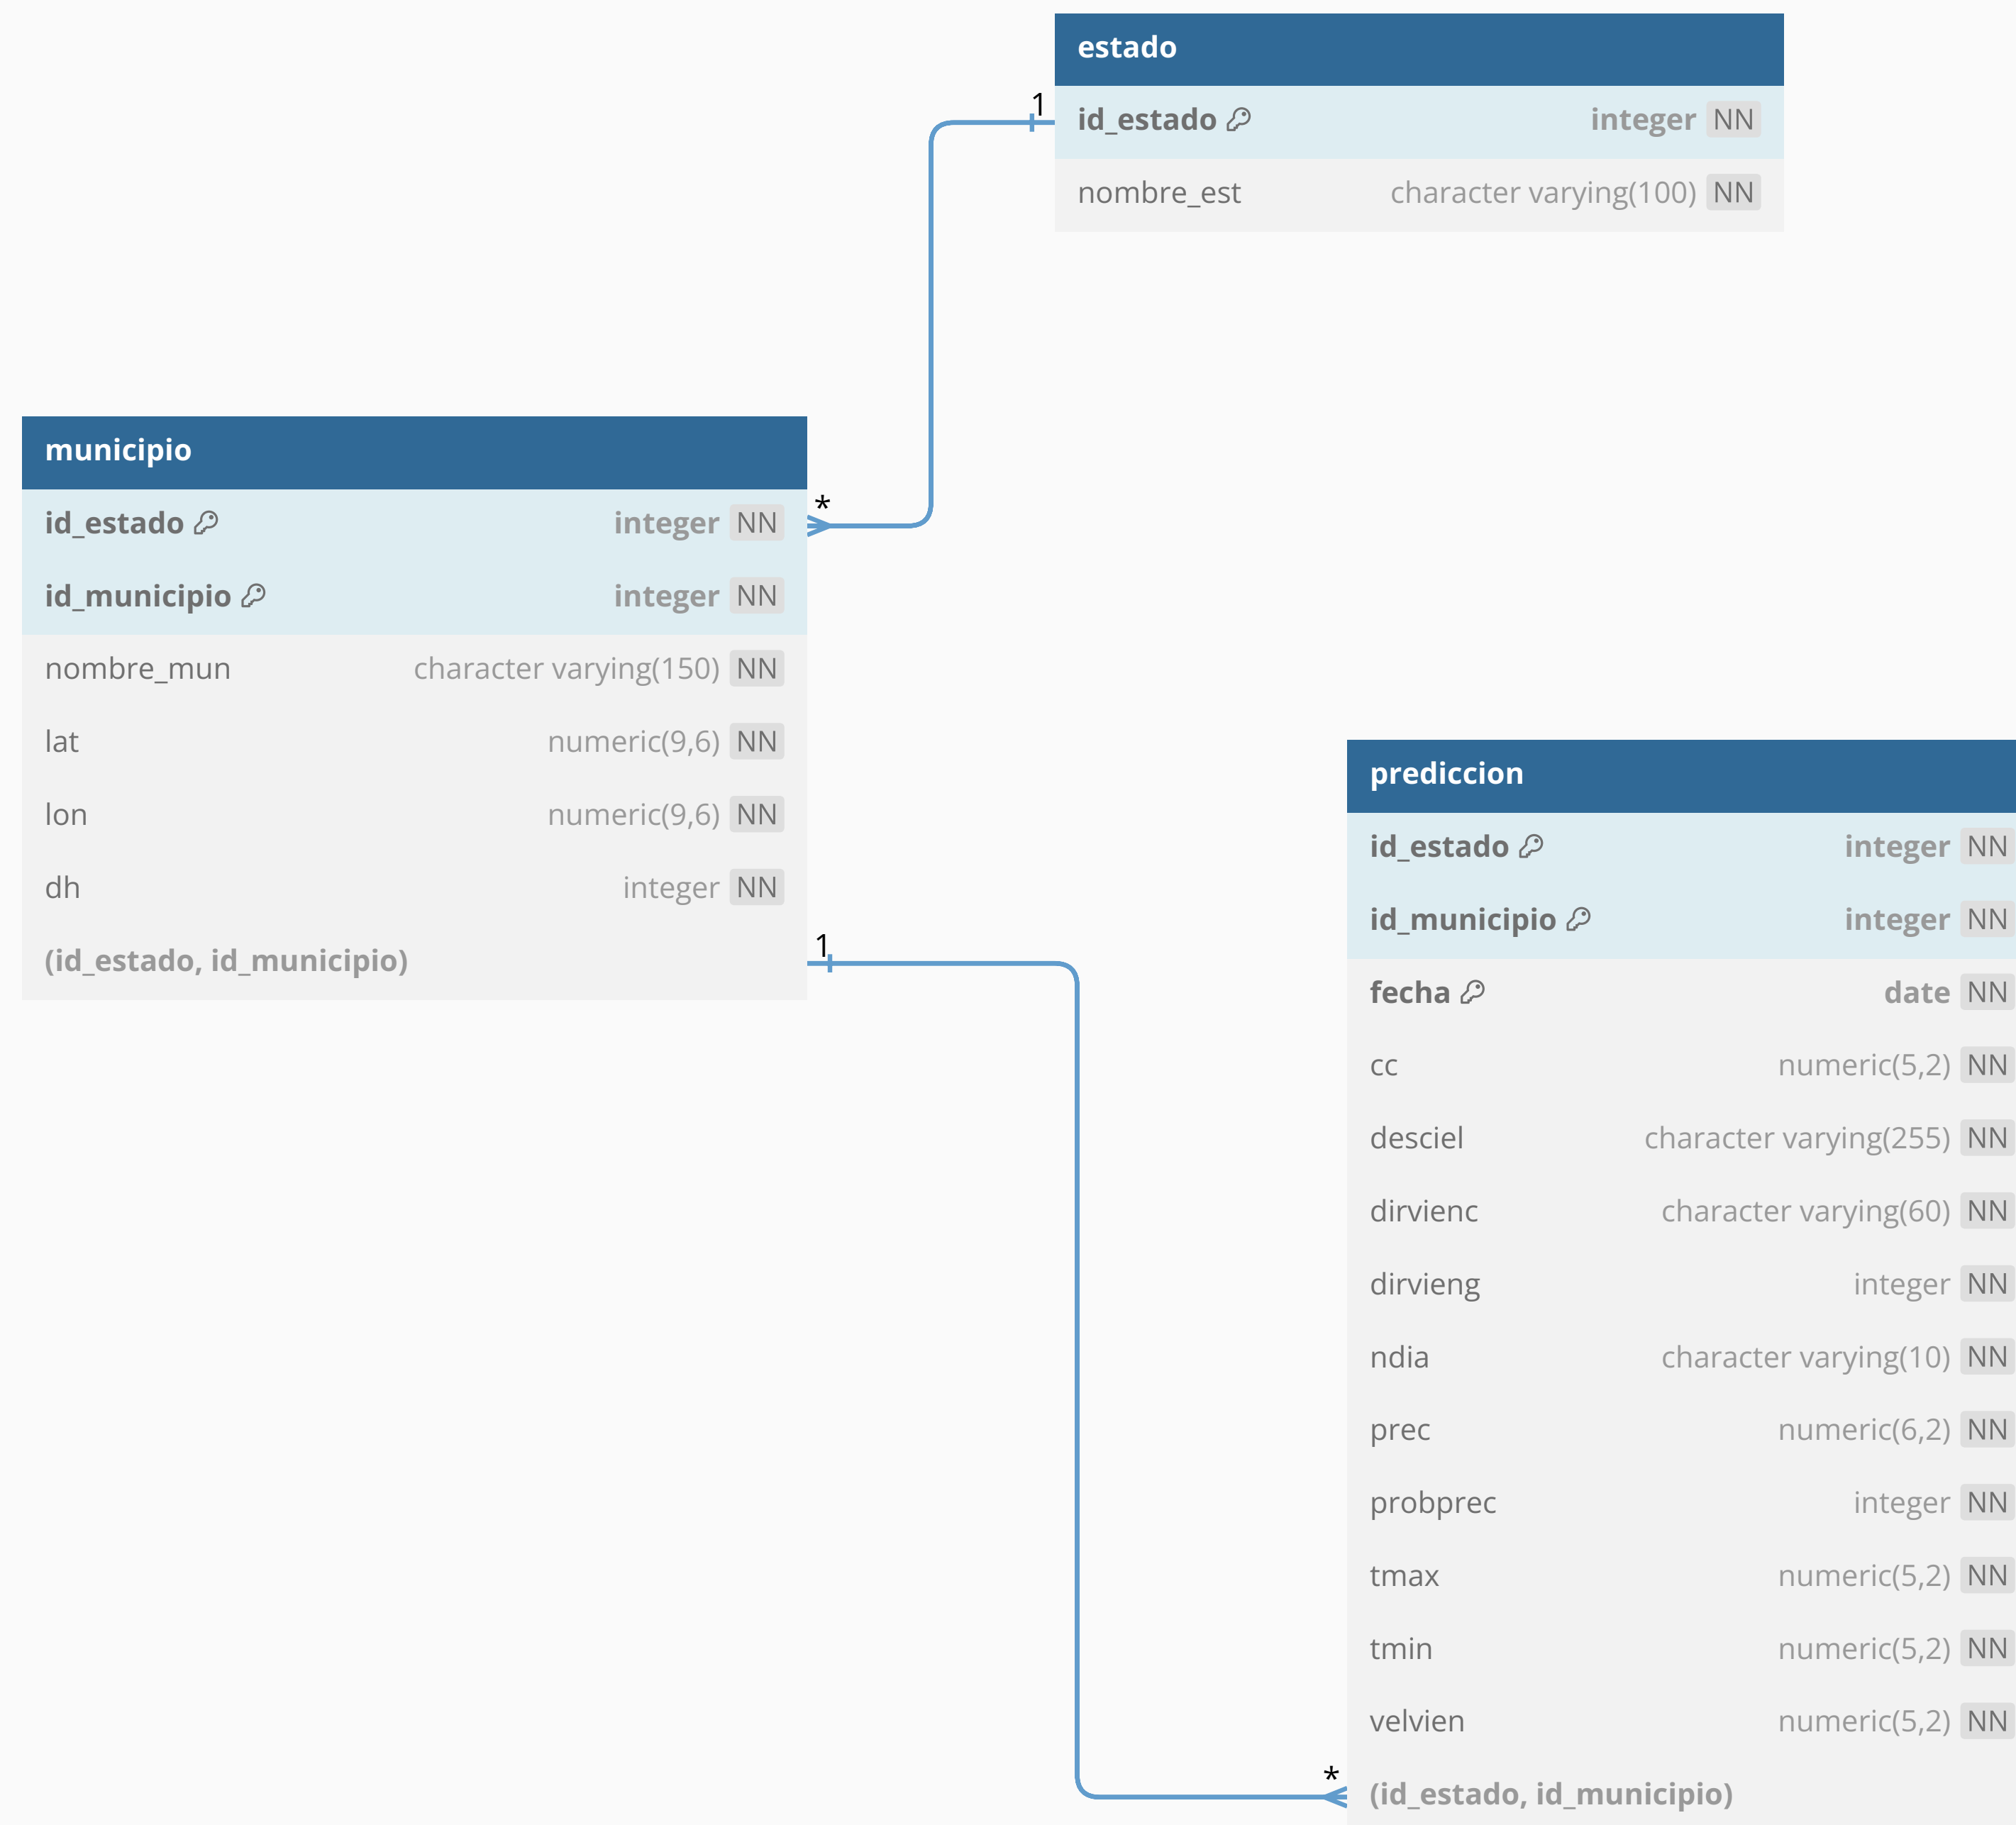 estado
1
id_estado integer NN
nombre_est character varying(100) NN
municipio
*
id_estado integer NN
id_municipio integer NN
nombre_mun character varying(150) NN
lat numeric(9,6) NN
lon numeric(9,6) NN
dh integer NN
1
(id_estado, id_municipio)
prediccion
id_estado integer NN
id_municipio integer NN
fecha date NN
cc numeric(5,2) NN
desciel character varying(255) NN
dirvienc character varying(60) NN
dirvieng integer NN
ndia character varying(10) NN
prec numeric(6,2) NN
probprec integer NN
tmax numeric(5,2) NN
tmin numeric(5,2) NN
velvien numeric(5,2) NN
*
(id_estado, id_municipio)